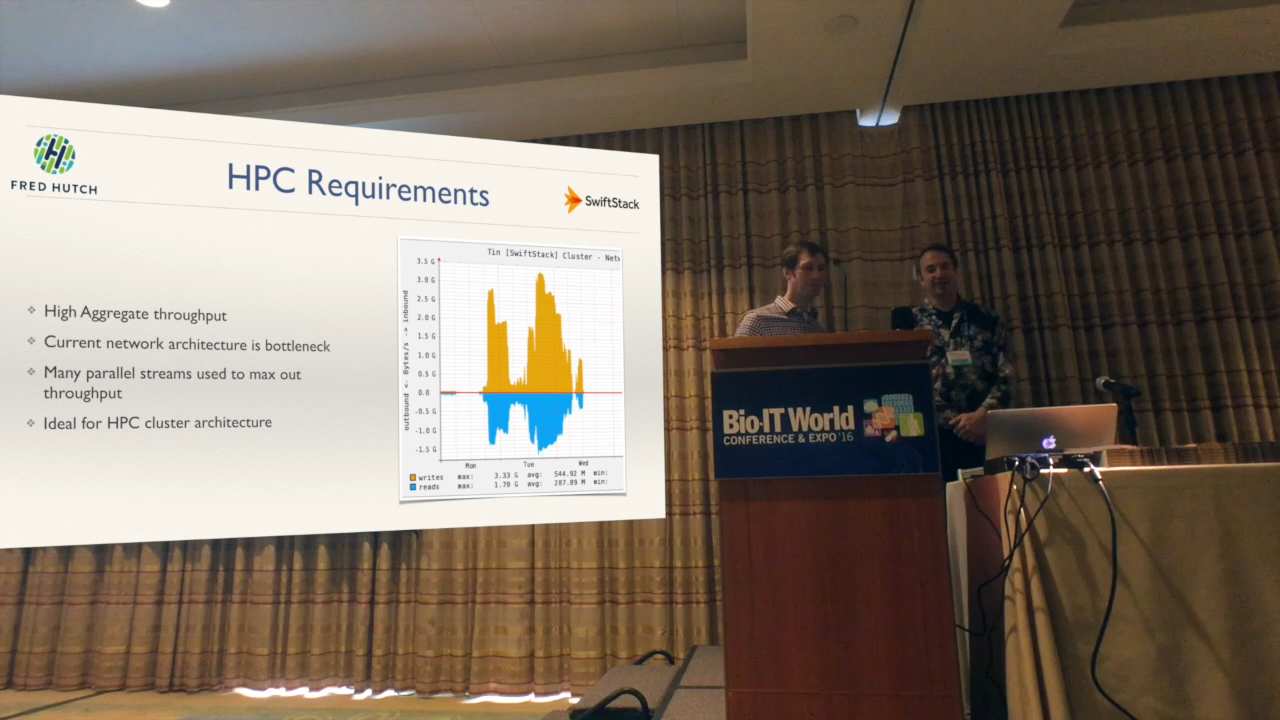 FRED HUTCH
HPC Requirements
SwiftStack
High Aggregate throughput
Current network architecture is bottleneck
Many parallel streams used to max out
throughput
Ideal for HPC cluster architecture
Tin [SwiftStack] Cluster - Net
outbound <- Bytes/s -> inbound
3.5 G
3.0 G
2.5 G
2.0 G
1.5 G
1.0 G
0.5 G
0.0
-0.5 G
-1.0 G
-1.5 G
Mon Tue Wed
writes max: 3.33 G avg: 544.92 M min:
reads max: 1.70 G avg: 287.89 M min:
Bio·IT World
CONFERENCE & EXPO '16